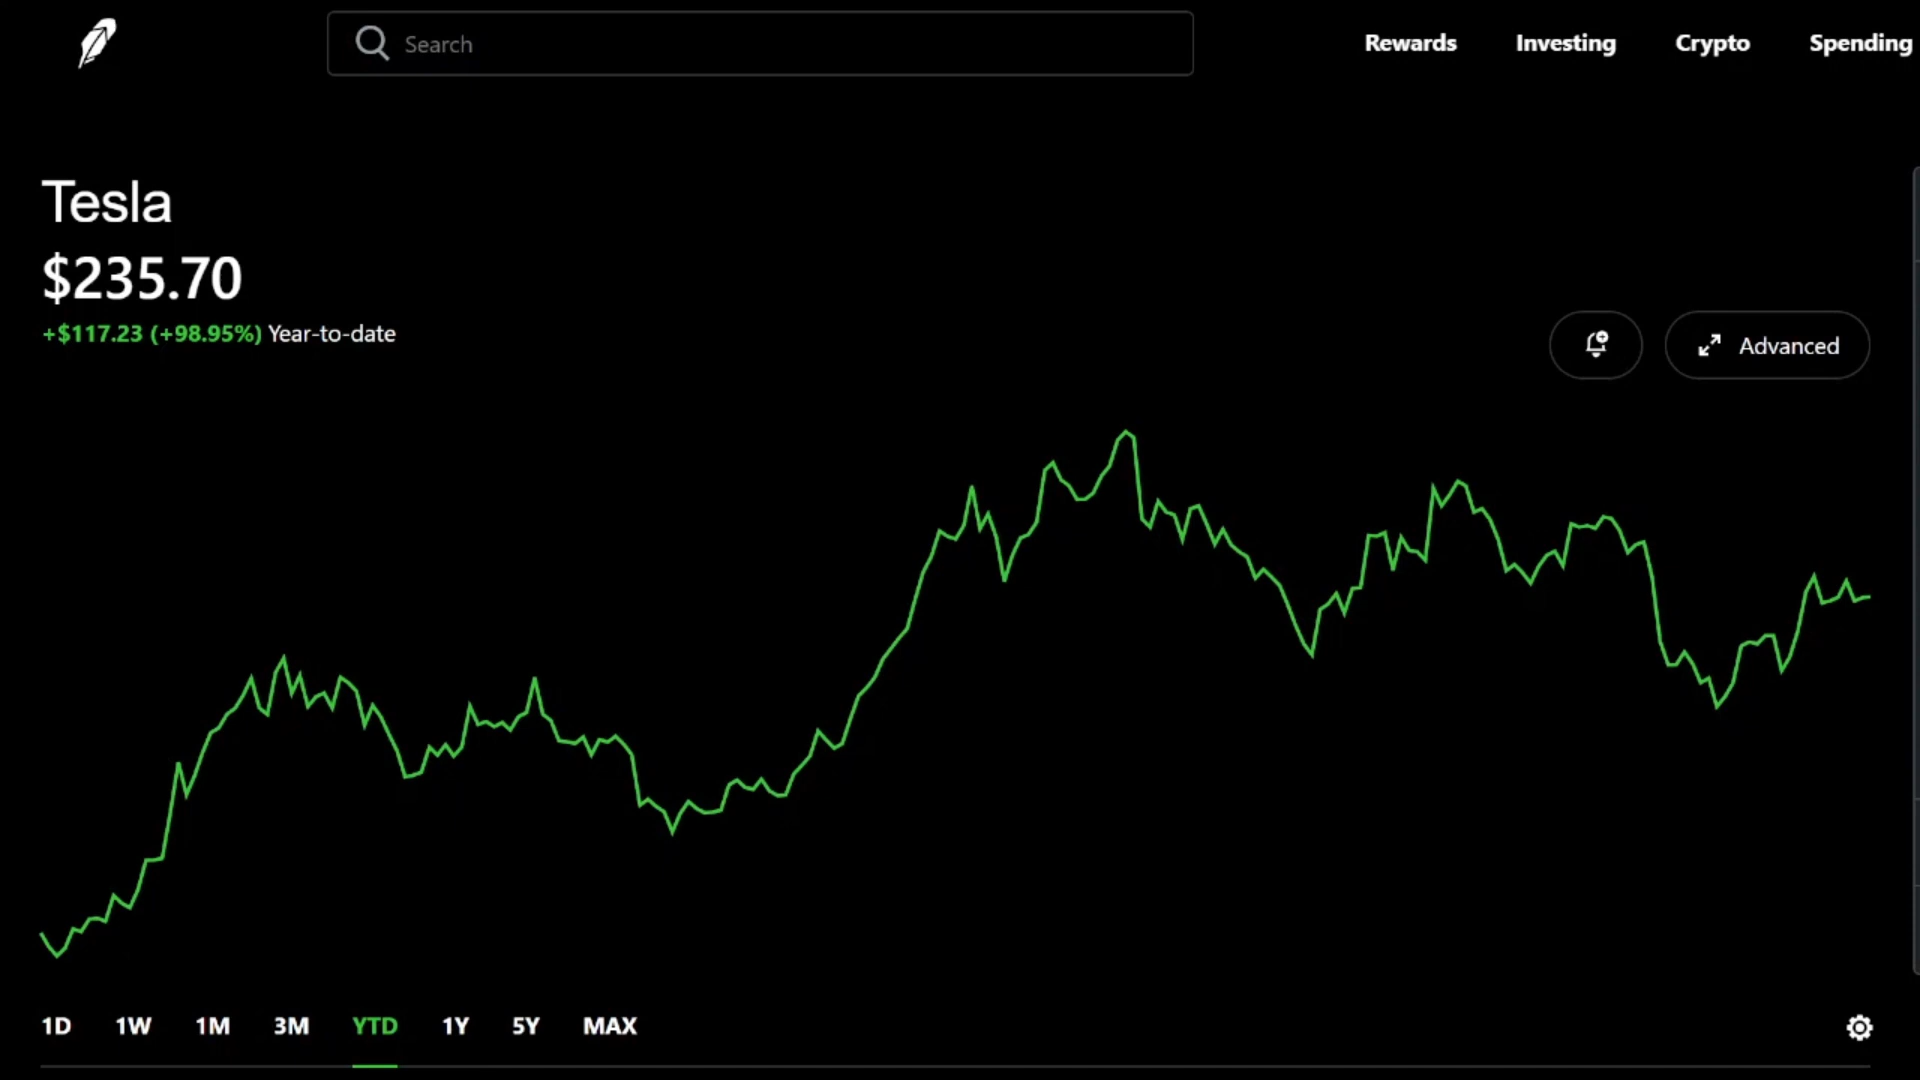 Search
Rewards Investing Crypto Spending
Tesla
$235.70
+$117.23 (+98.95%) Year-to-date
Advanced
1D 1W 1M 3M YTD 1Y 5Y MAX